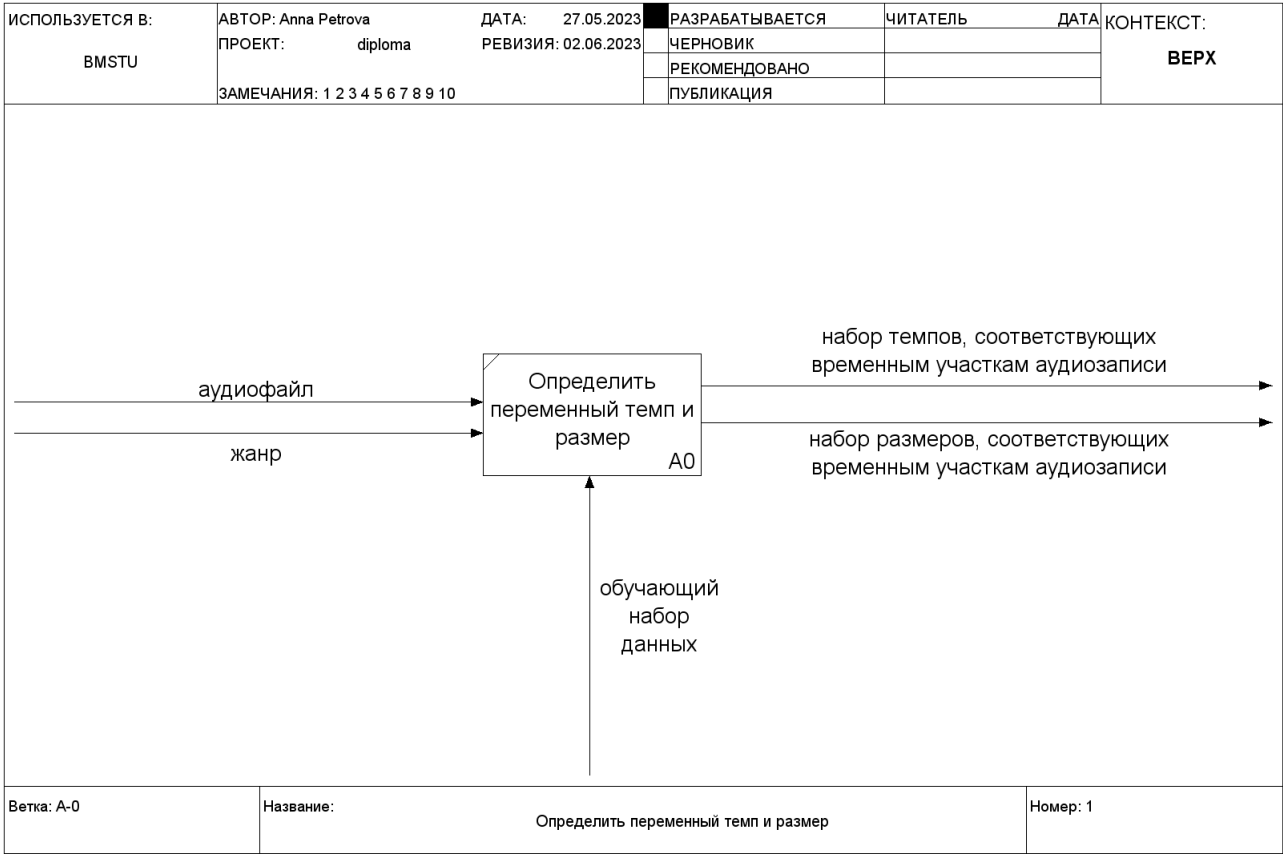 ИСПОЛЬЗУЕТСЯ В:
BMSTU
АВТОР: Anna Petrova
ДАТА: 27.05.2023
ПРОЕКТ: diploma
РЕВИЗИЯ: 02.06.2023
ЗАМЕЧАНИЯ: 1 2 3 4 5 6 7 8 9 10
РАЗРАБАТЫВАЕТСЯ
ЧЕРНОВИК
РЕКОМЕНДОВАНО
ПУБЛИКАЦИЯ
ЧИТАТЕЛЬ
ДАТА
КОНТЕКСТ:
ВЕРХ
аудиофайл
жанр
Определить
переменный темп и
размер
A0
набор темпов, соответствующих
временным участкам аудиозаписи
набор размеров, соответствующих
временным участкам аудиозаписи
обучающий
набор
данных
Ветка: A-0
Название:
Определить переменный темп и размер
Номер: 1